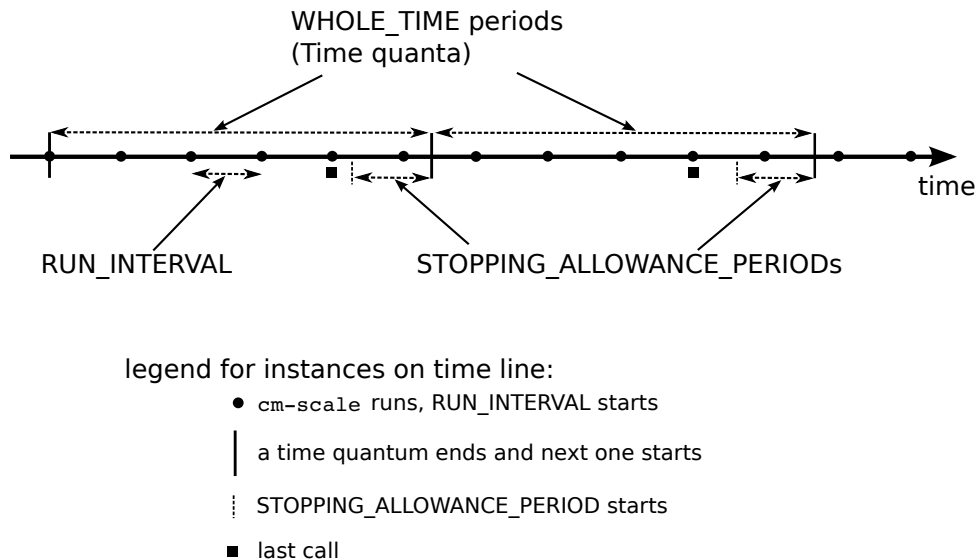 WHOLE_TIME periods
(Time quanta)
time
RUN_INTERVAL
STOPPING_ALLOWANCE_PERIODs
legend for instances on time line:
cm-scale runs, RUN_INTERVAL starts
a time quantum ends and next one starts
STOPPING_ALLOWANCE_PERIOD starts
last call